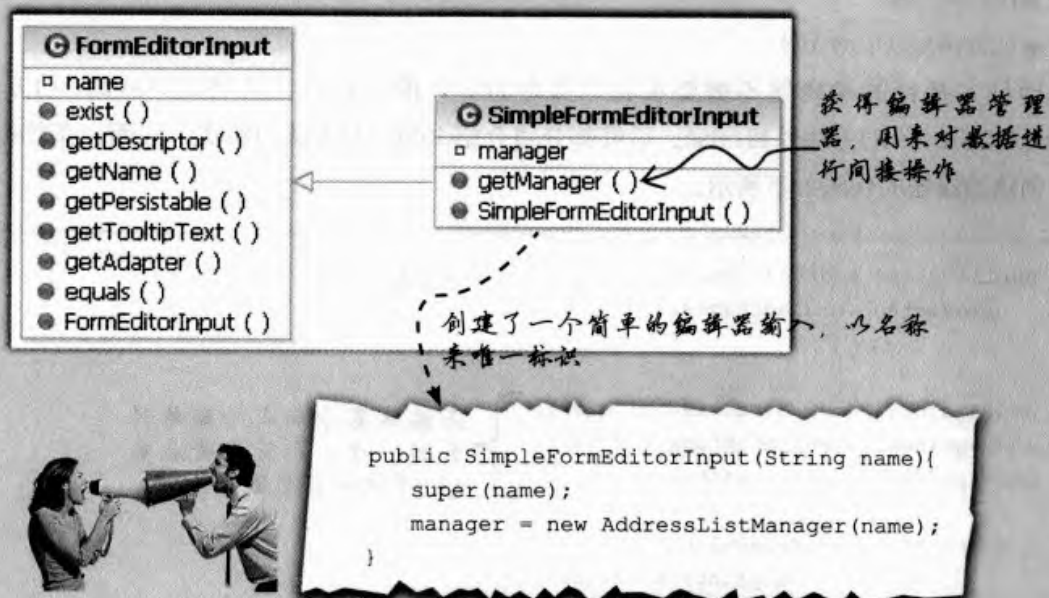 FormEditorInput
name
exist ( )
getDescriptor ( )
getName ( )
getPersistable ( )
getTooltipText ( )
getAdapter ( )
equals ( )
FormEditorInput ( )
SimpleFormEditorInput
manager
getManager ( )
SimpleFormEditorInput ( )
获得编辑器管理
器，用来对数据进
行间接操作
创建了一个简单的编辑器输入，以名称
来唯一标识
public SimpleFormEditorInput(String name){
super(name);
manager = new AddressListManager(name);
}